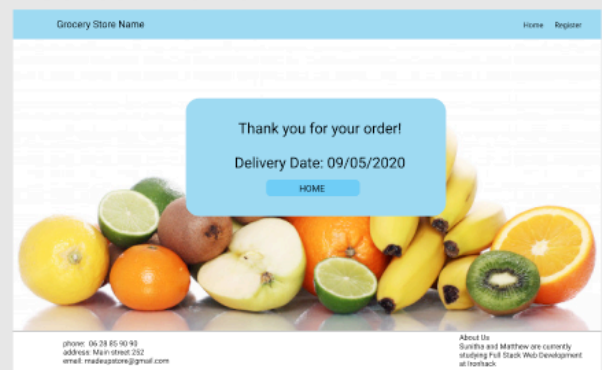 Grocery Store Name
Home Register
Thank you for your order!
Delivery Date: 09/05/2020
HOME
phone: 06 28 85 90 90
address: Main street 252
email: madeupstore@gmail.com
About Us
Sunitha and Matthew are currently
studying Full Stack Web Development
at Ironhack